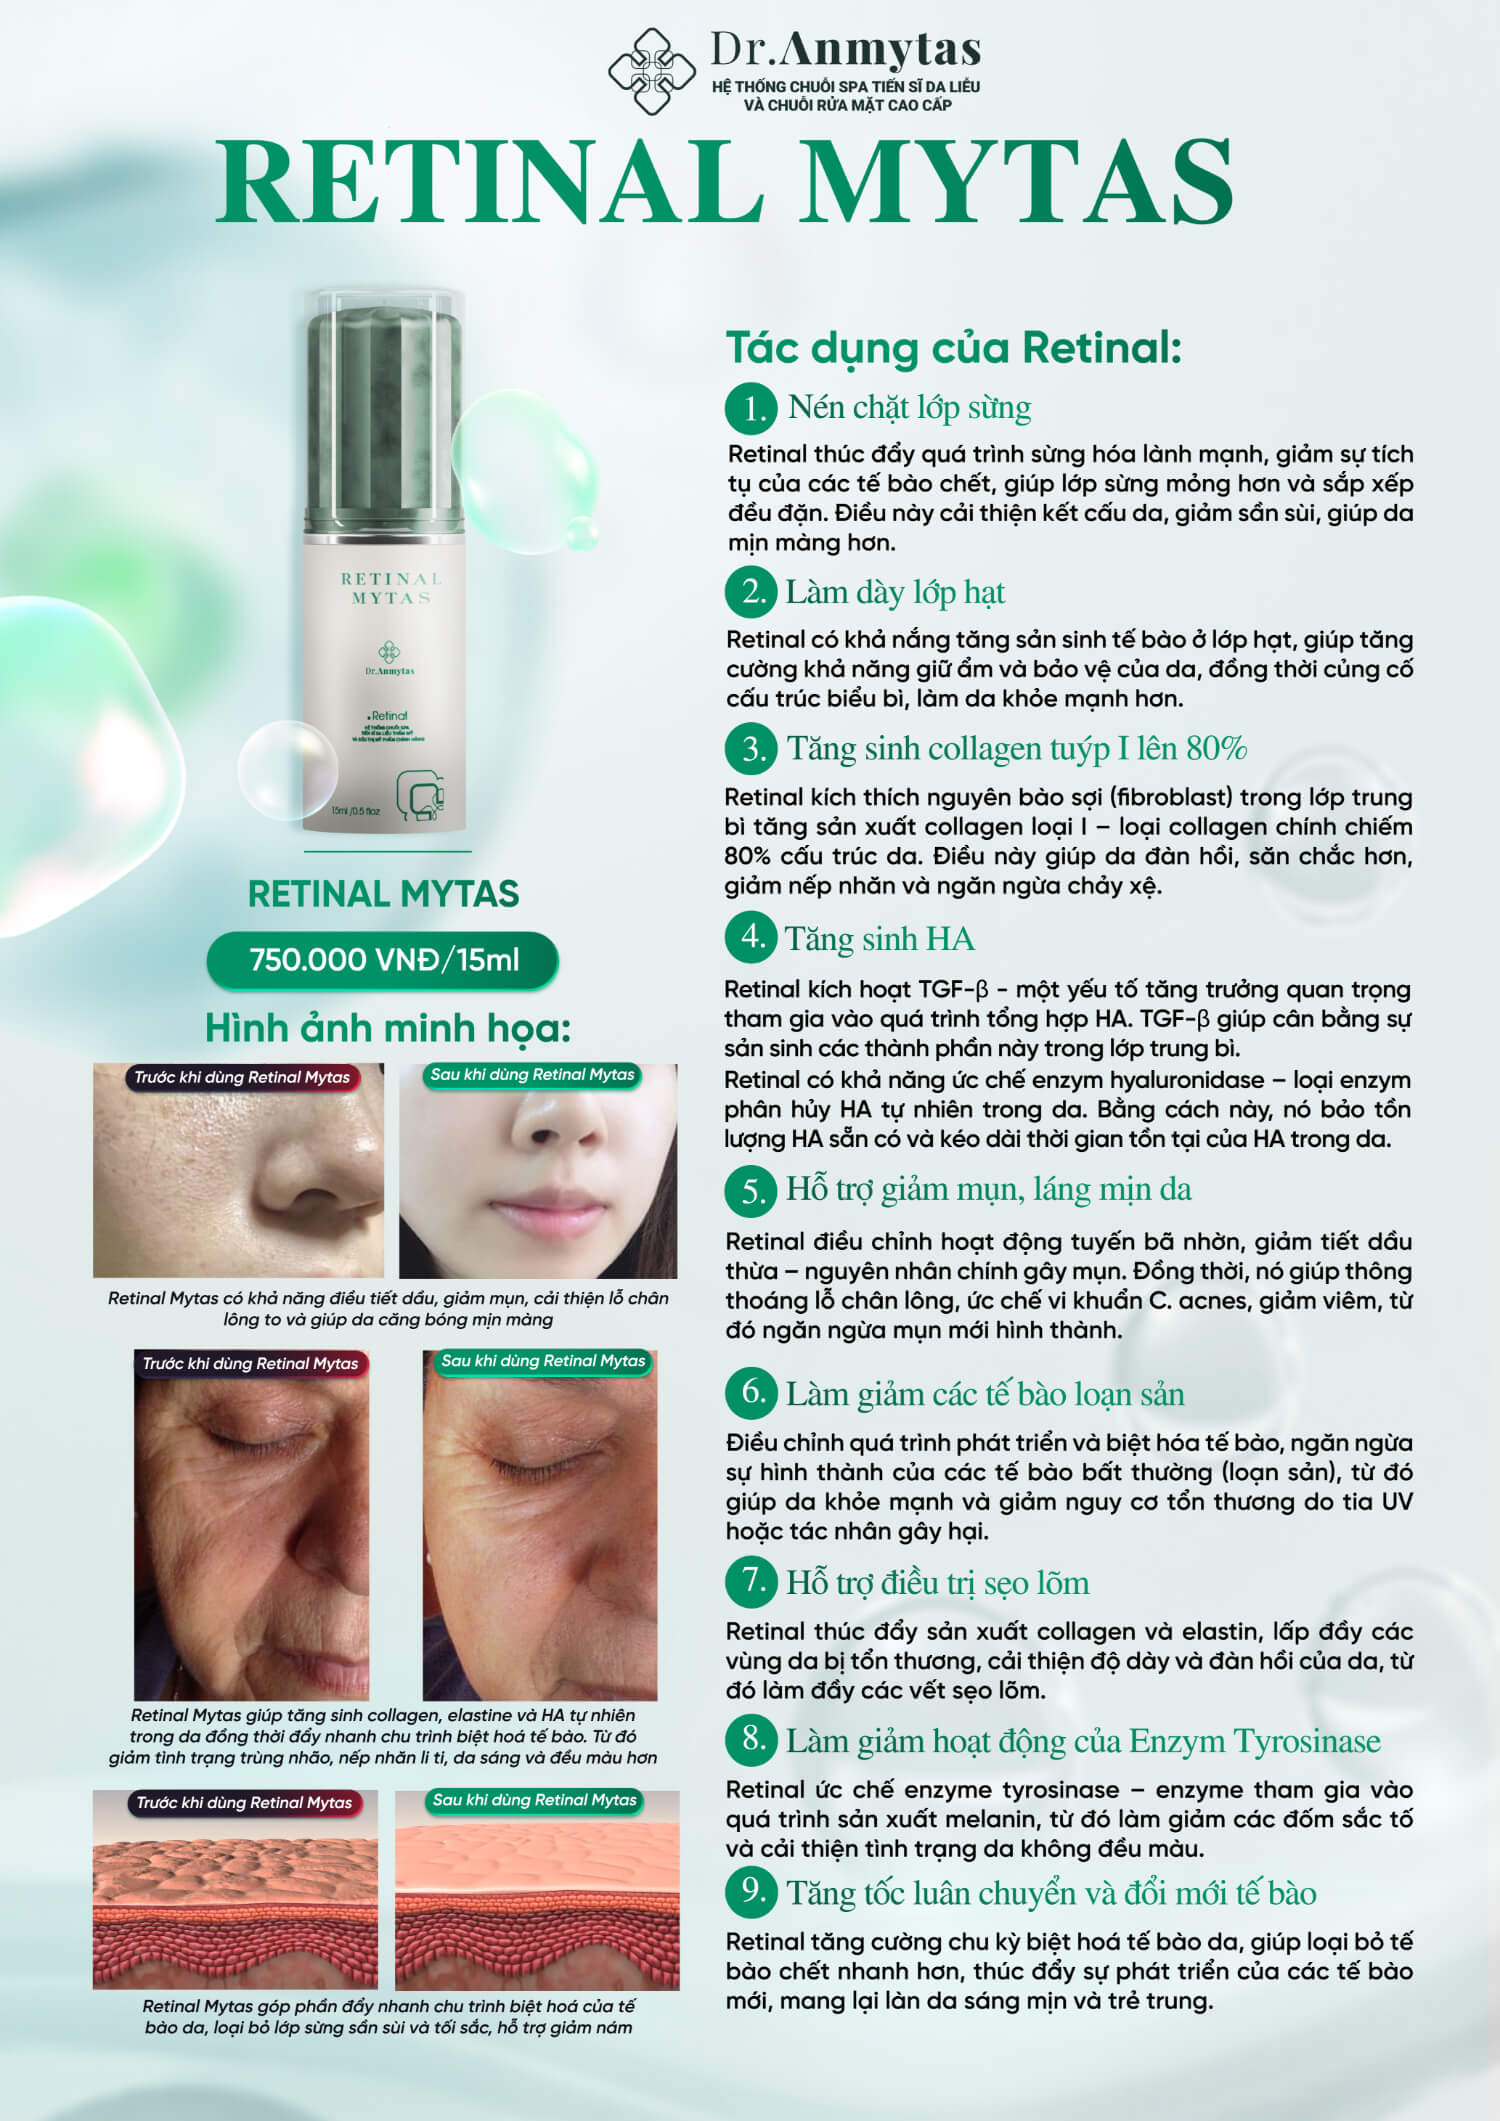 Dr.Anmytas
HỆ THỐNG CHUỖI SPA TIẾN SĨ DA LIỄU
VÀ CHUỖI RỬA MẶT CAO CẤP
RETINAL MYTAS
RETINAL
MYTAS
Dr.Anmytas
.Retinal
HỆ THỐNG CHUỖI SPA
15ml /0.5 floz
RETINAL MYTAS
750.000 VNĐ/15ml
Hình ảnh minh họa:
Trước khi dùng Retinal Mytas
Sau khi dùng Retinal Mytas
Retinal Mytas có khả năng điều tiết dầu, giảm mụn, cải thiện lỗ chân
lông to và giúp da căng bóng mịn màng
Trước khi dùng Retinal Mytas
Sau khi dùng Retinal Mytas
Retinal Mytas giúp tăng sinh collagen, elastine và HA tự nhiên
trong da đồng thời đẩy nhanh chu trình biệt hoá tế bào. Từ đó
giảm tình trạng trùng nhão, nếp nhăn li ti, da sáng và đều màu hơn
Trước khi dùng Retinal Mytas
Sau khi dùng Retinal Mytas
Retinal Mytas góp phần đẩy nhanh chu trình biệt hoá của tế
bào da, loại bỏ lớp sừng sần sùi và tối sắc, hỗ trợ giảm nám
Tác dụng của Retinal:
1. Nén chặt lớp sừng
Retinal thúc đẩy quá trình sừng hóa lành mạnh, giảm sự tích
tụ của các tế bào chết, giúp lớp sừng mỏng hơn và sắp xếp
đều đặn. Điều này cải thiện kết cấu da, giảm sần sùi, giúp da
mịn màng hơn.
2. Làm dày lớp hạt
Retinal có khả nắng tăng sản sinh tế bào ở lớp hạt, giúp tăng
cường khả năng giữ ẩm và bảo vệ của da, đồng thời củng cố
cấu trúc biểu bì, làm da khỏe mạnh hơn.
3. Tăng sinh collagen tuýp I lên 80%
Retinal kích thích nguyên bào sợi (fibroblast) trong lớp trung
bì tăng sản xuất collagen loại I – loại collagen chính chiếm
80% cấu trúc da. Điều này giúp da đàn hồi, săn chắc hơn,
giảm nếp nhăn và ngăn ngừa chảy xệ.
4. Tăng sinh HA
Retinal kích hoạt TGF-β - một yếu tố tăng trưởng quan trọng
tham gia vào quá trình tổng hợp HA. TGF-β giúp cân bằng sự
sản sinh các thành phần này trong lớp trung bì.
Retinal có khả năng ức chế enzym hyaluronidase – loại enzym
phân hủy HA tự nhiên trong da. Bằng cách này, nó bảo tồn
lượng HA sẵn có và kéo dài thời gian tồn tại của HA trong da.
5. Hỗ trợ giảm mụn, láng mịn da
Retinal điều chỉnh hoạt động tuyến bã nhờn, giảm tiết dầu
thừa – nguyên nhân chính gây mụn. Đồng thời, nó giúp thông
thoáng lỗ chân lông, ức chế vi khuẩn C. acnes, giảm viêm, từ
đó ngăn ngừa mụn mới hình thành.
6. Làm giảm các tế bào loạn sản
Điều chỉnh quá trình phát triển và biệt hóa tế bào, ngăn ngừa
sự hình thành của các tế bào bất thường (loạn sản), từ đó
giúp da khỏe mạnh và giảm nguy cơ tổn thương do tia UV
hoặc tác nhân gây hại.
7. Hỗ trợ điều trị sẹo lõm
Retinal thúc đẩy sản xuất collagen và elastin, lấp đầy các
vùng da bị tổn thương, cải thiện độ dày và đàn hồi của da, từ
đó làm đầy các vết sẹo lõm.
8. Làm giảm hoạt động của Enzym Tyrosinase
Retinal ức chế enzyme tyrosinase – enzyme tham gia vào
quá trình sản xuất melanin, từ đó làm giảm các đốm sắc tố
và cải thiện tình trạng da không đều màu.
9. Tăng tốc luân chuyển và đổi mới tế bào
Retinal tăng cường chu kỳ biệt hoá tế bào da, giúp loại bỏ tế
bào chết nhanh hơn, thúc đẩy sự phát triển của các tế bào
mới, mang lại làn da sáng mịn và trẻ trung.